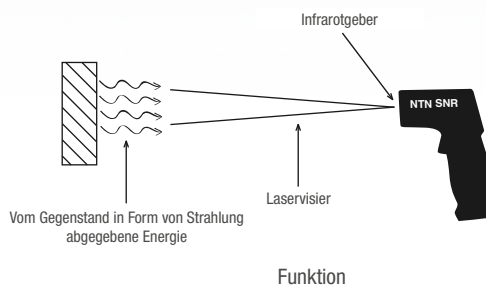 Infrarotgeber
NTN SNR
Laservisier
Vom Gegenstand in Form von Strahlung
abgegebene Energie
Funktion